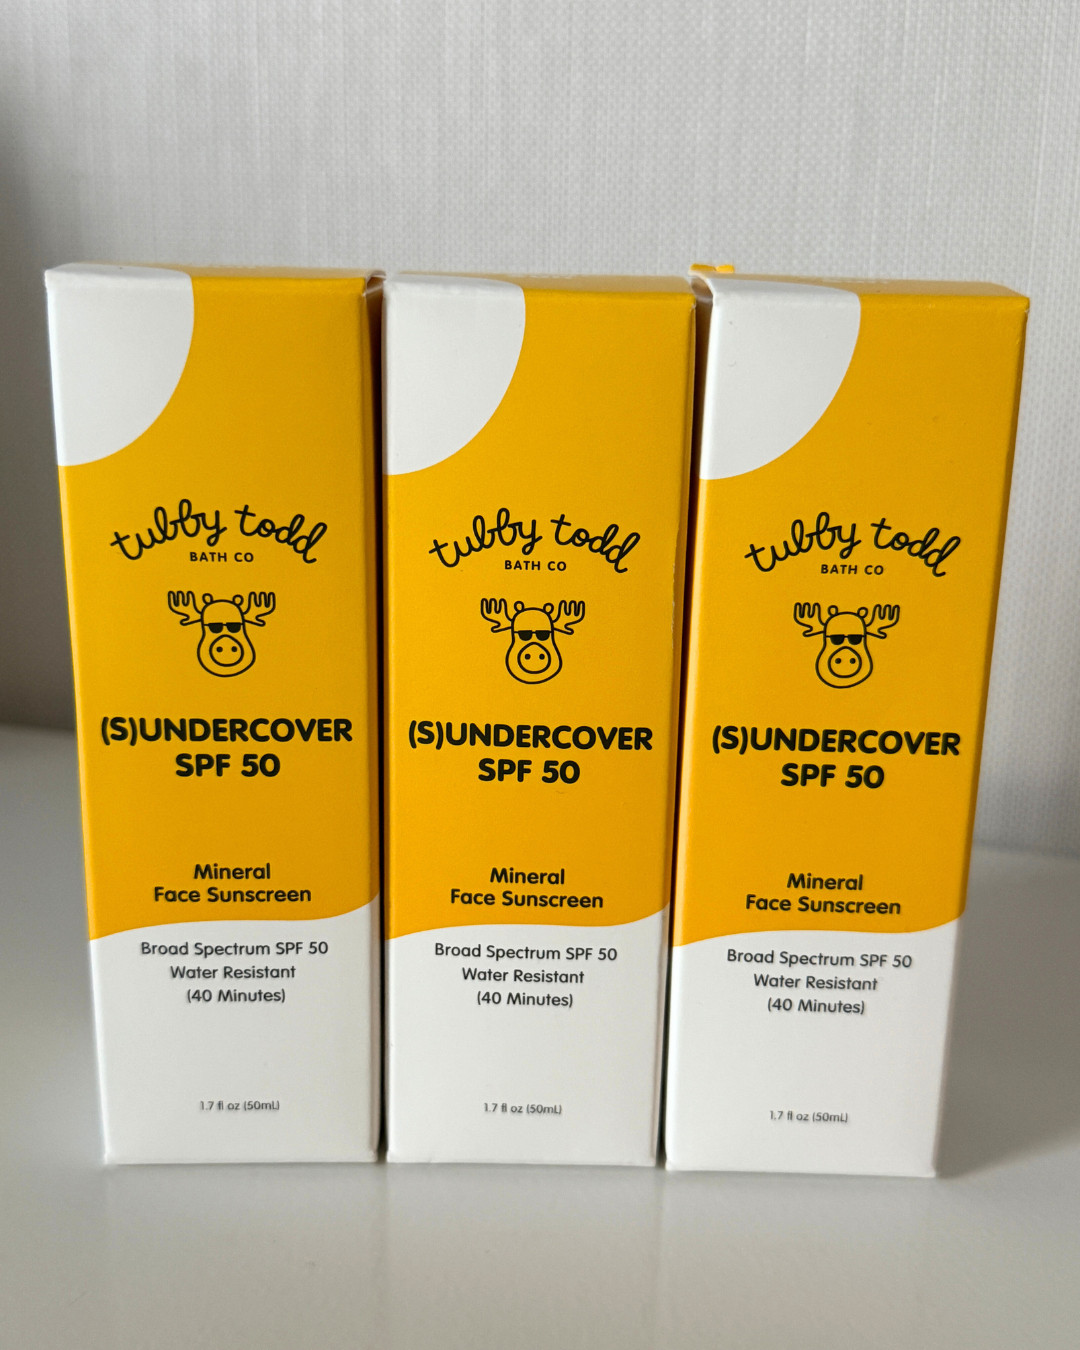 tubby todd
BATH CO
(S)UNDERCOVER
SPF 50
Mineral
Face Sunscreen
Broad Spectrum SPF 50
Water Resistant
(40 Minutes)
1.7 fl oz (50mL)
tubby todd
BATH CO
(S)UNDERCOVER
SPF 50
Mineral
Face Sunscreen
Broad Spectrum SPF 50
Water Resistant
(40 Minutes)
1.7 fl oz (50mL)
tubby todd
BATH CO
(S)UNDERCOVER
SPF 50
Mineral
Face Sunscreen
Broad Spectrum SPF 50
Water Resistant
(40 Minutes)
1.7 fl oz (50mL)